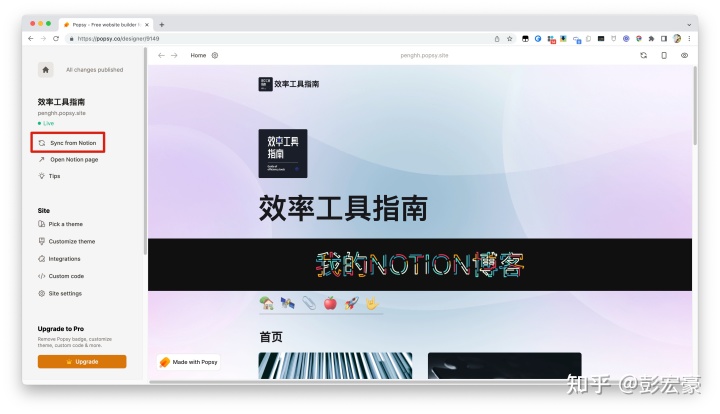 Popsy - Free website builder f
https://popsy.co/designer/9149
All changes published
效率工具指南
penghh.popsy.site
Live
Sync from Notion
Open Notion page
Tips
Site
Pick a theme
Customize theme
Integrations
Custom code
Site settings
Upgrade to Pro
Remove Popsy badge, customize
theme, custom code & more.
Upgrade
Home
penghh.popsy.site
效率工具指南
效率工具
指南
效率工具指南
我的NOTION博客
首页
Made with Popsy
知乎 @彭宏豪